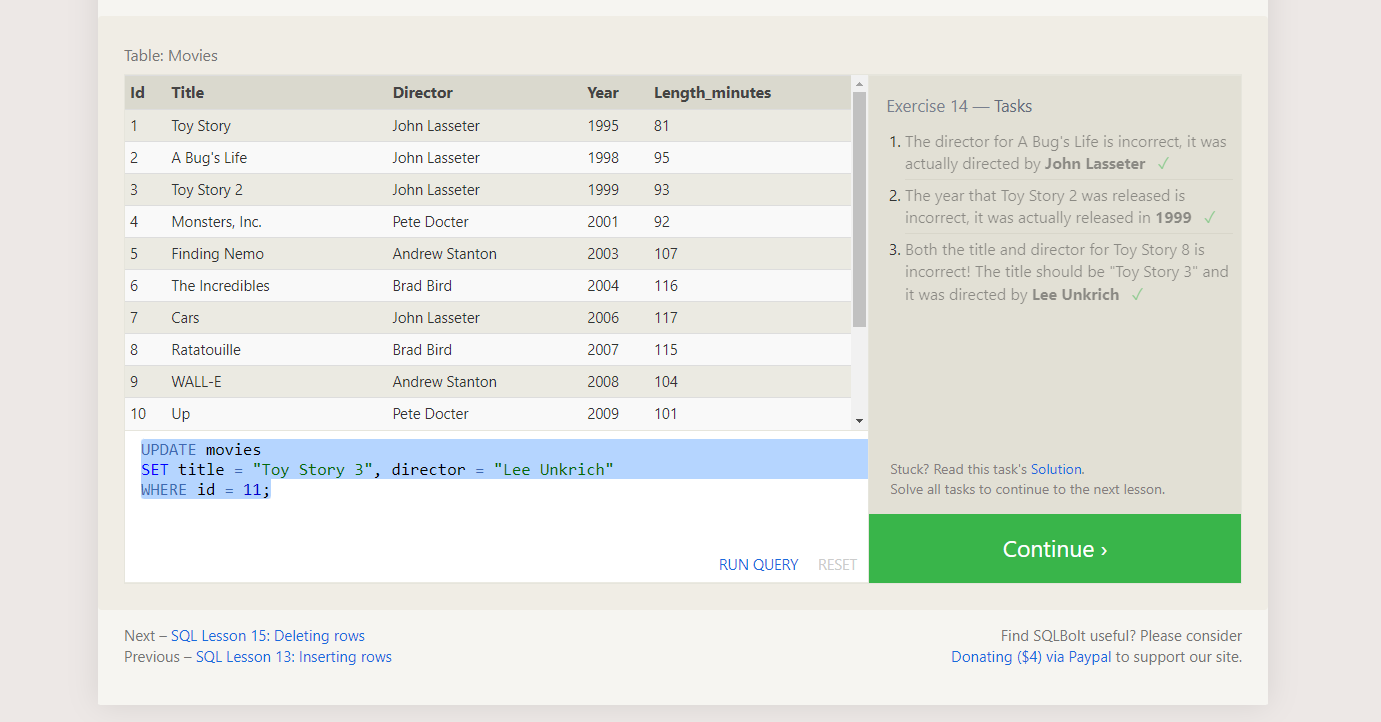 Table: Movies
Id Title Director Year Length_minutes
1 Toy Story John Lasseter 1995 81
2 A Bug's Life John Lasseter 1998 95
3 Toy Story 2 John Lasseter 1999 93
4 Monsters, Inc. Pete Docter 2001 92
5 Finding Nemo Andrew Stanton 2003 107
6 The Incredibles Brad Bird 2004 116
7 Cars John Lasseter 2006 117
8 Ratatouille Brad Bird 2007 115
9 WALL-E Andrew Stanton 2008 104
10 Up Pete Docter 2009 101
UPDATE movies
SET title = "Toy Story 3", director = "Lee Unkrich"
WHERE id = 11;
RUN QUERY RESET
Exercise 14 — Tasks
1. The director for A Bug's Life is incorrect, it was
actually directed by John Lasseter ✓
2. The year that Toy Story 2 was released is
incorrect, it was actually released in 1999 ✓
3. Both the title and director for Toy Story 8 is
incorrect! The title should be "Toy Story 3" and
it was directed by Lee Unkrich ✓
Stuck? Read this task's Solution.
Solve all tasks to continue to the next lesson.
Continue ›
Next – SQL Lesson 15: Deleting rows
Previous – SQL Lesson 13: Inserting rows
Find SQLBolt useful? Please consider
Donating ($4) via Paypal to support our site.